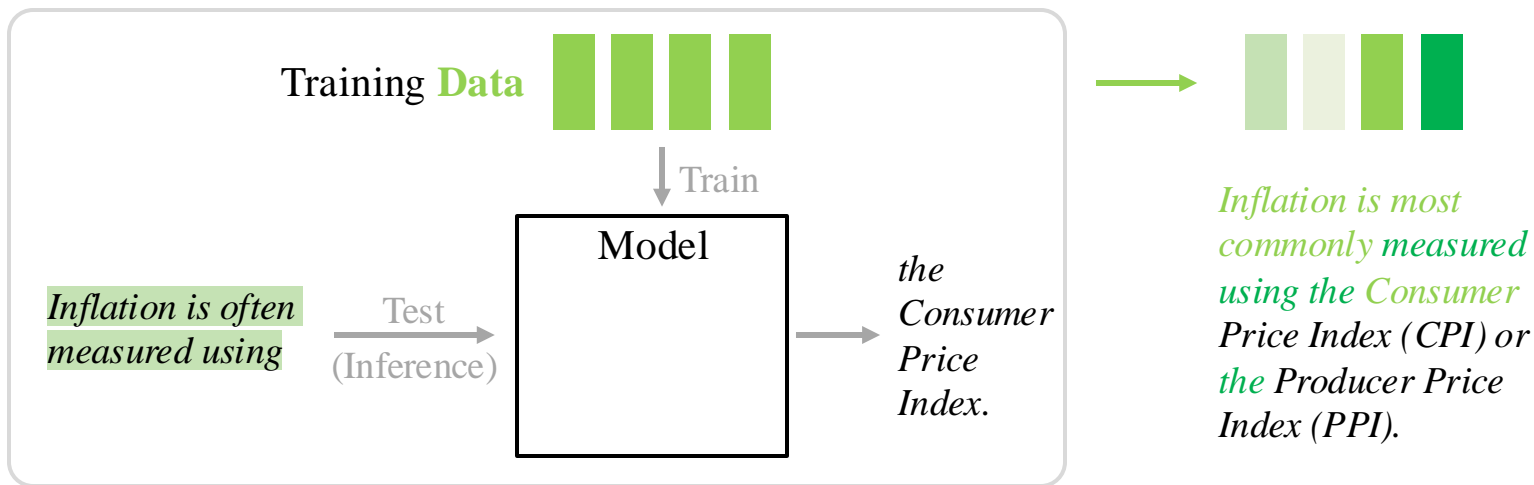 Training Data
Train
Model
Inflation is often
measured using
Test
(Inference)
the
Consumer
Price
Index.
Inflation is most
commonly measured
using the Consumer
Price Index (CPI) or
the Producer Price
Index (PPI).